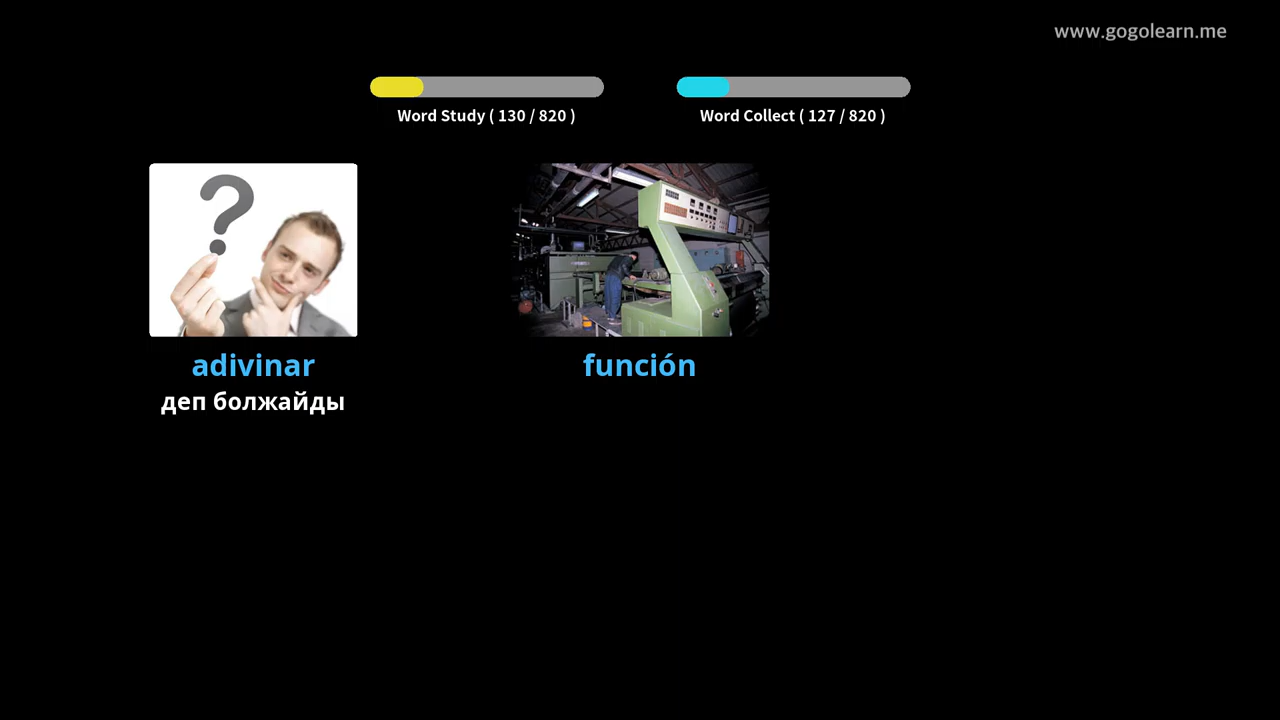 www.gogolearn.me
Word Study ( 130 / 820 )
Word Collect ( 127 / 820 )
adivinar
деп болжайды
función